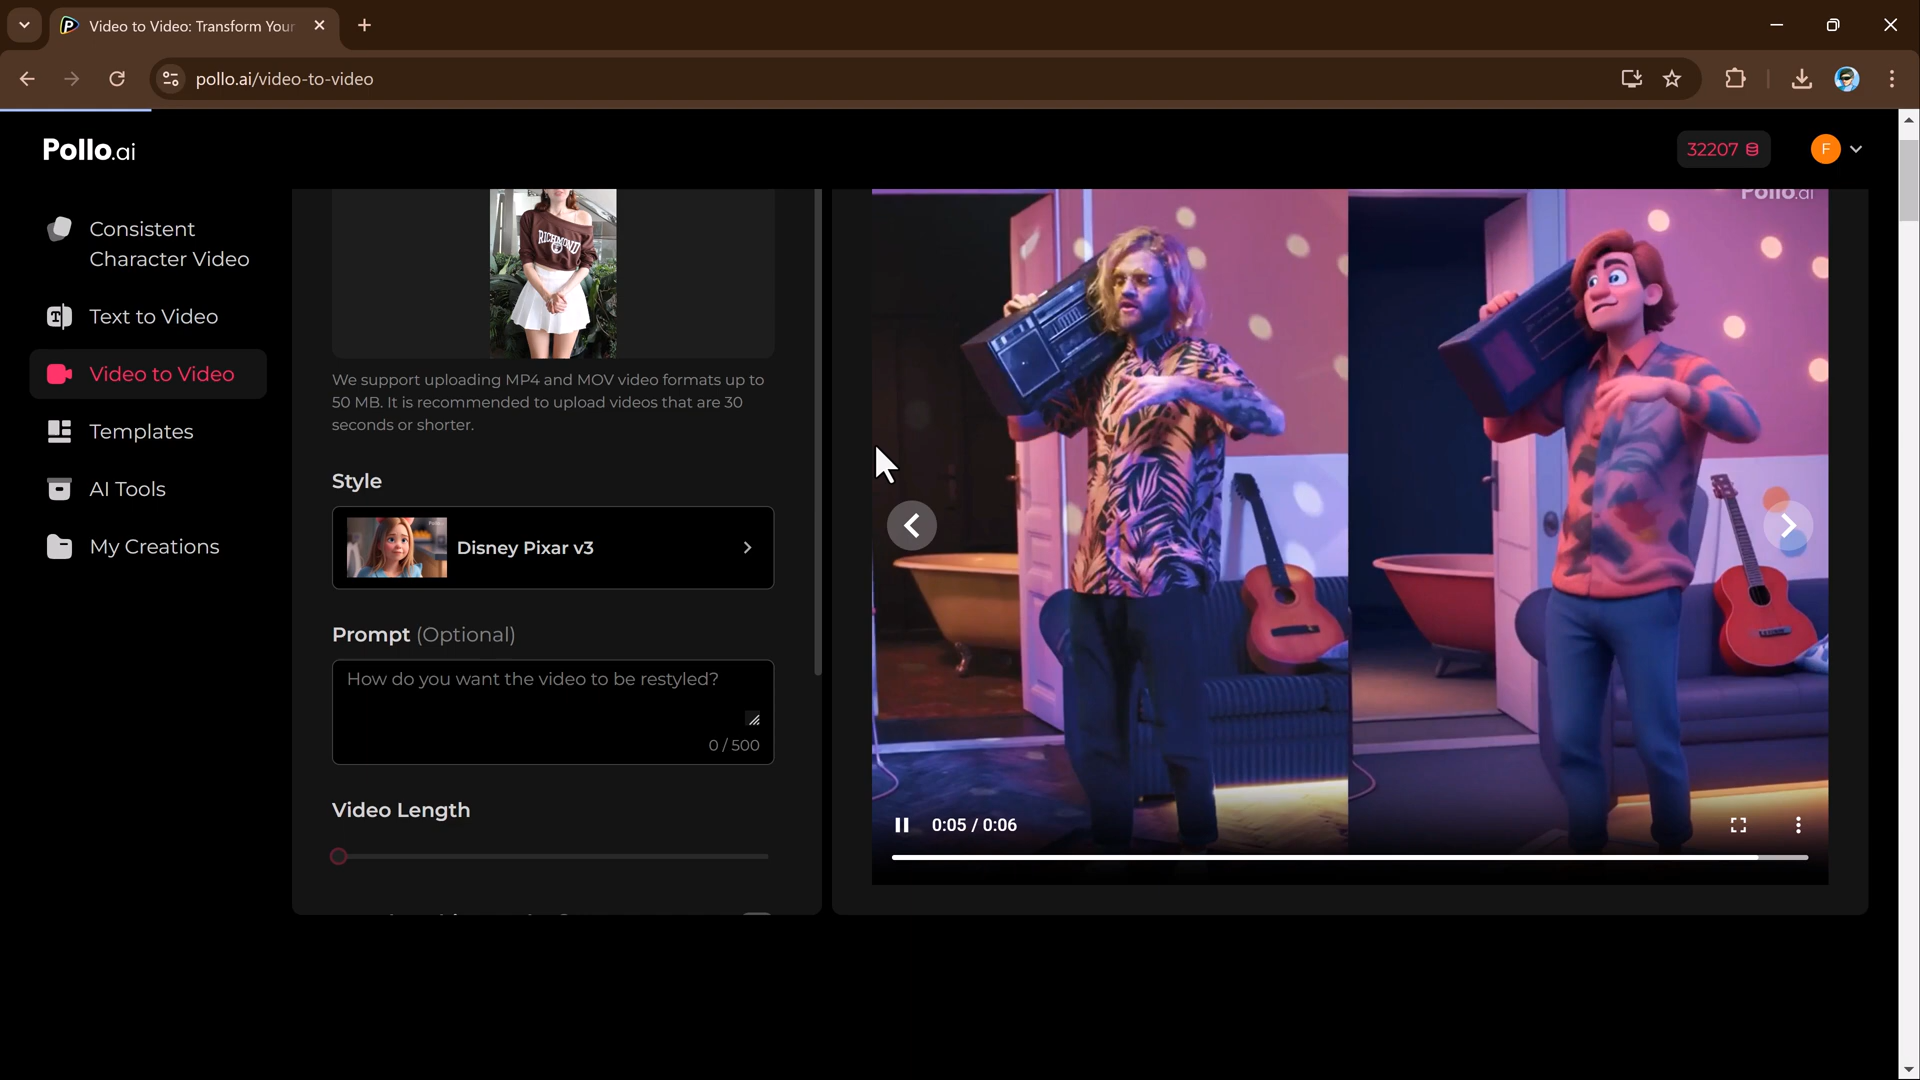 Video to Video: Transform Your
pollo.ai/video-to-video
Pollo.ai
32207
F
Consistent
Character Video
Text to Video
Video to Video
Templates
AI Tools
My Creations
RICHMOND
We support uploading MP4 and MOV video formats up to
50 MB. It is recommended to upload videos that are 30
seconds or shorter.
Style
Disney Pixar v3
Prompt (Optional)
How do you want the video to be restyled?
0 / 500
Video Length
Pollo.ai
0:05 / 0:06